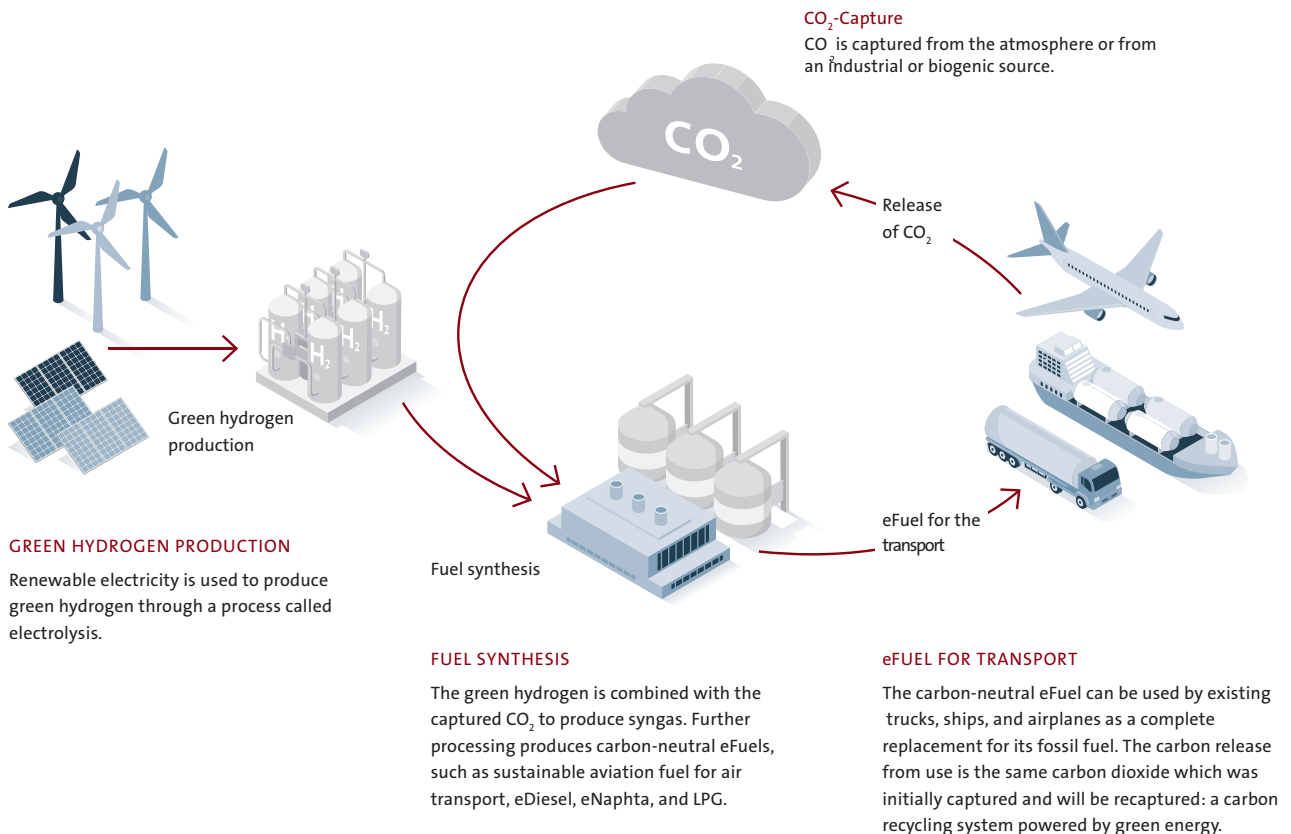 CO₂-Capture
CO₂ is captured from the atmosphere or from
an industrial or biogenic source.
CO₂
Release
of CO₂
H₂
H₂
H₂
H₂
H₂
Green hydrogen
production
eFuel for the
transport
Fuel synthesis
GREEN HYDROGEN PRODUCTION
Renewable electricity is used to produce
green hydrogen through a process called
electrolysis.
FUEL SYNTHESIS
The green hydrogen is combined with the
captured CO₂ to produce syngas. Further
processing produces carbon-neutral eFuels,
such as sustainable aviation fuel for air
transport, eDiesel, eNaphta, and LPG.
eFUEL FOR TRANSPORT
The carbon-neutral eFuel can be used by existing
trucks, ships, and airplanes as a complete
replacement for its fossil fuel. The carbon release
from use is the same carbon dioxide which was
initially captured and will be recaptured: a carbon
recycling system powered by green energy.